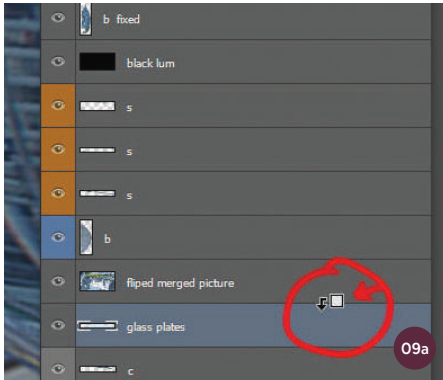 b fixed
black lum
s
s
s
b
fliped merged picture
glass plates
09a
c